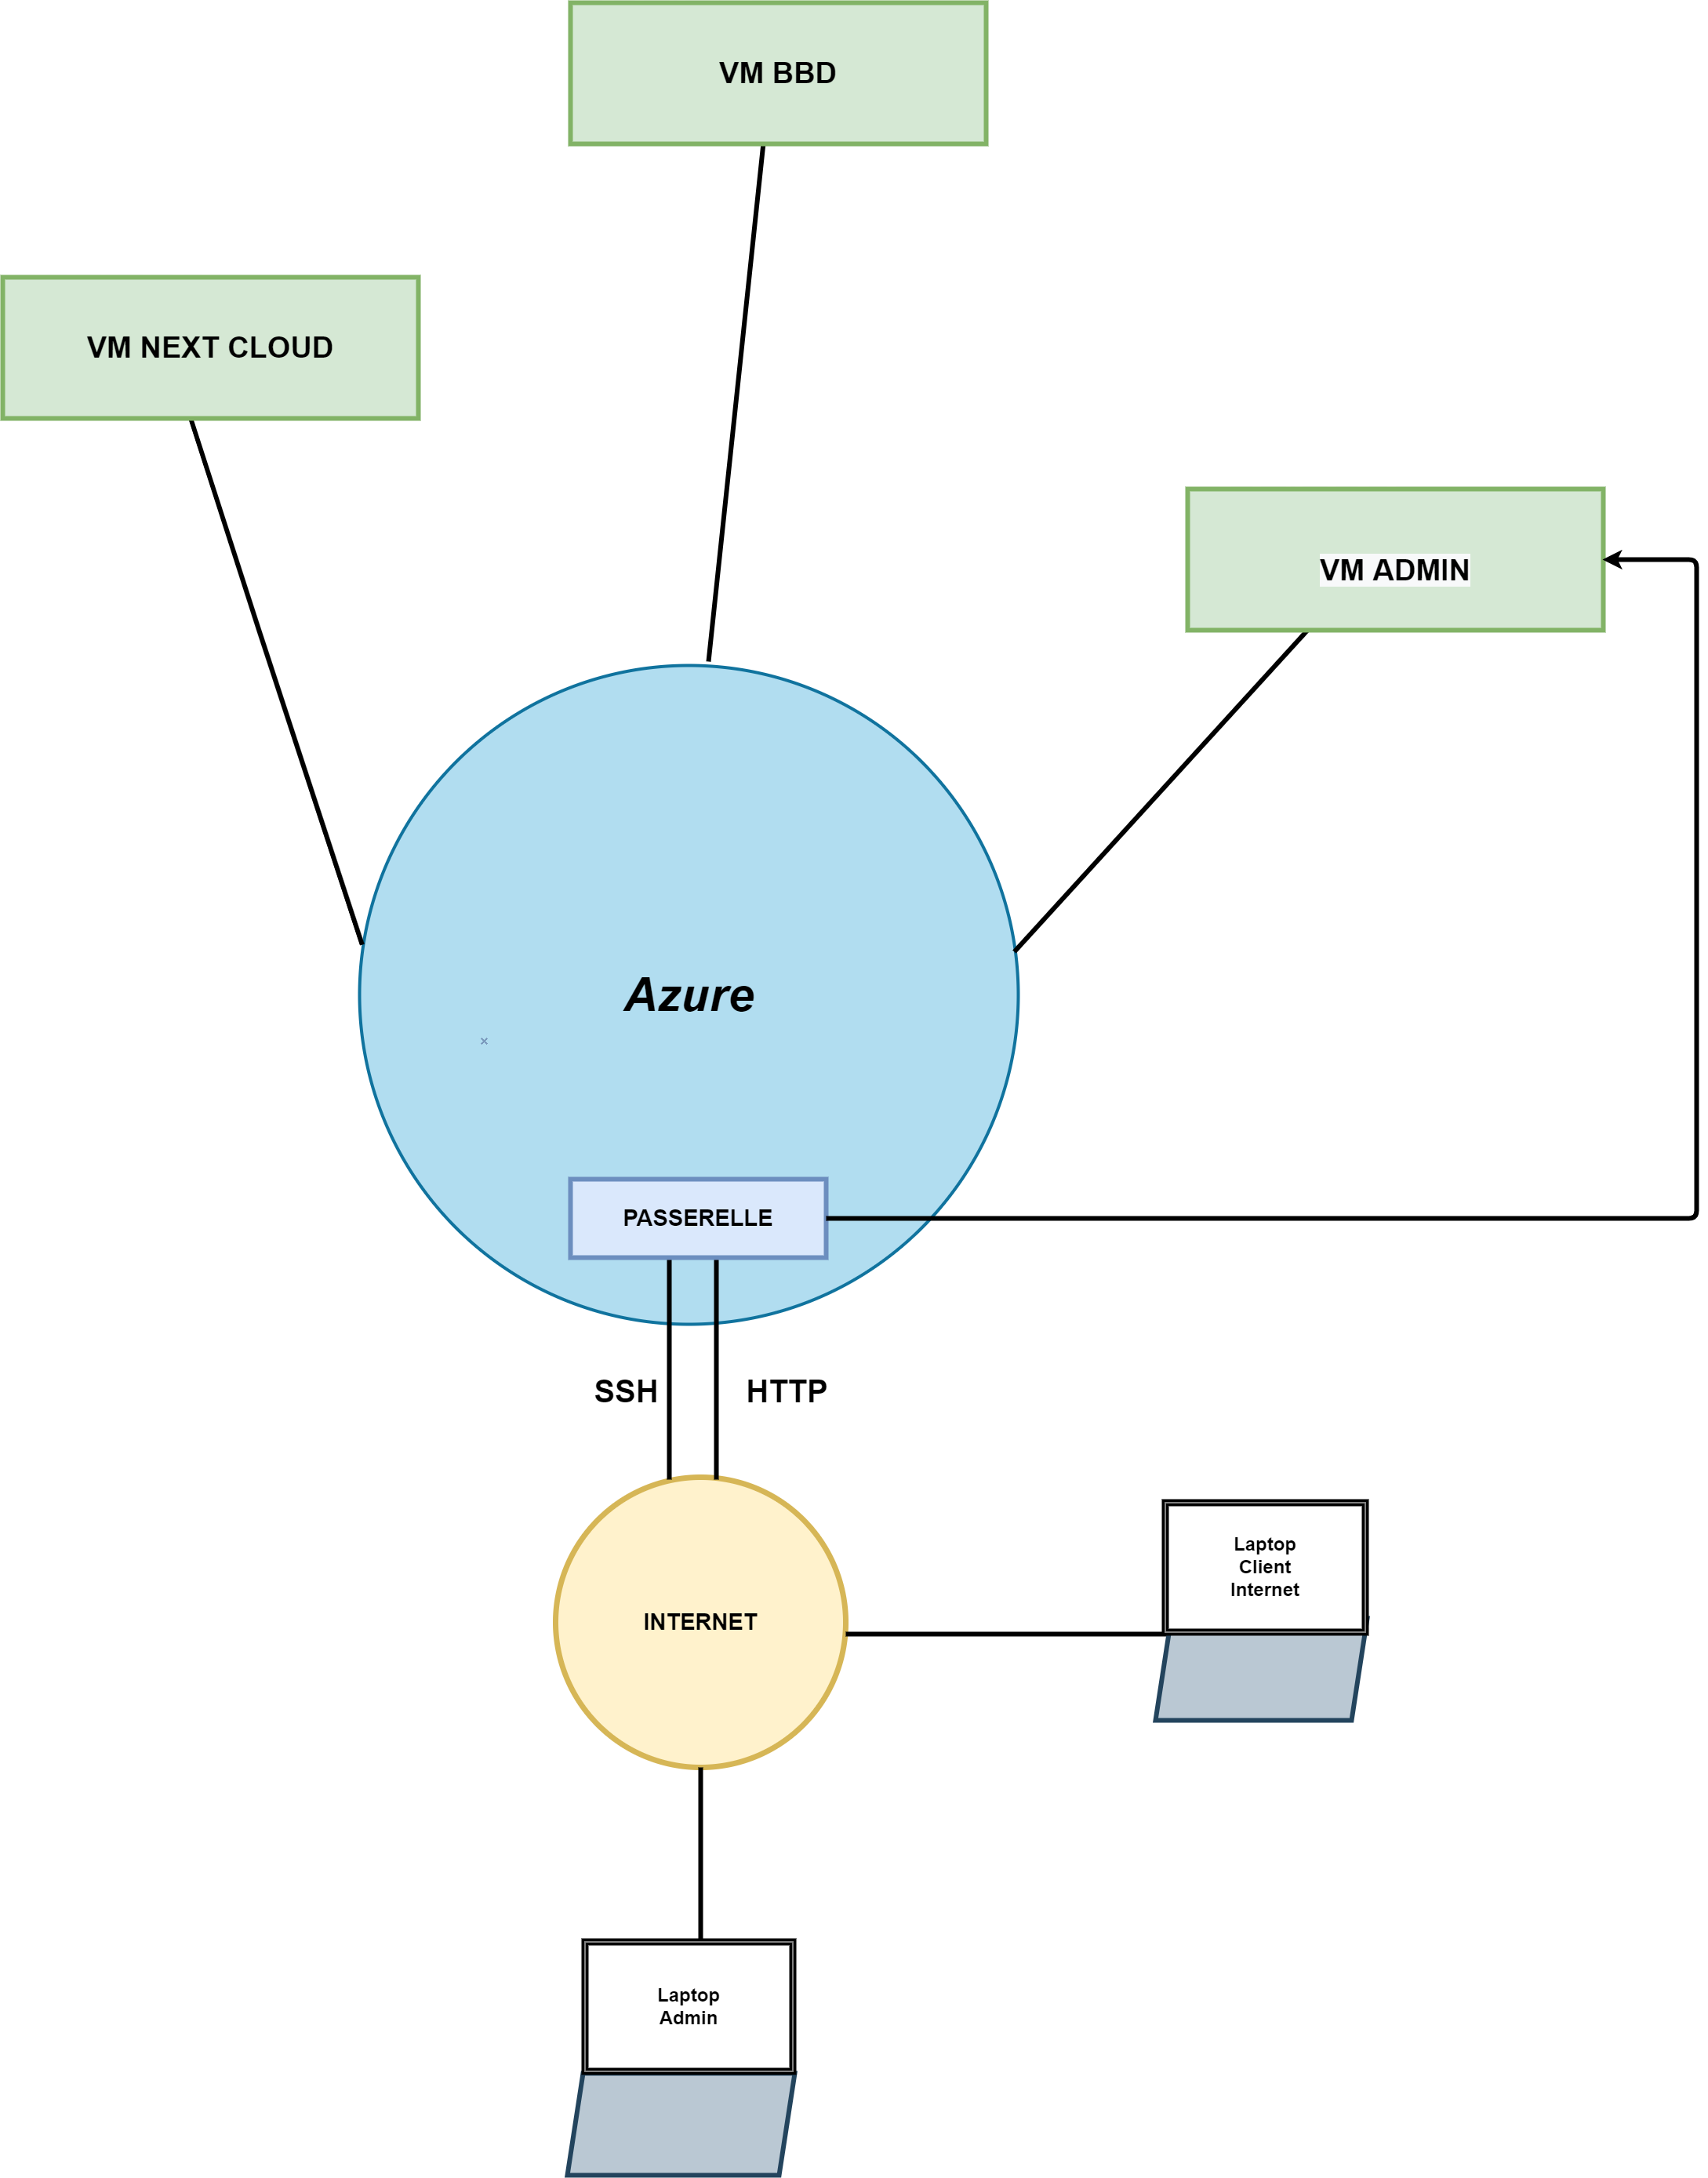 VM BBD
VM NEXT CLOUD
VM ADMIN
Azure
PASSERELLE
SSH
HTTP
Laptop
Client
Internet
INTERNET
Laptop
Admin